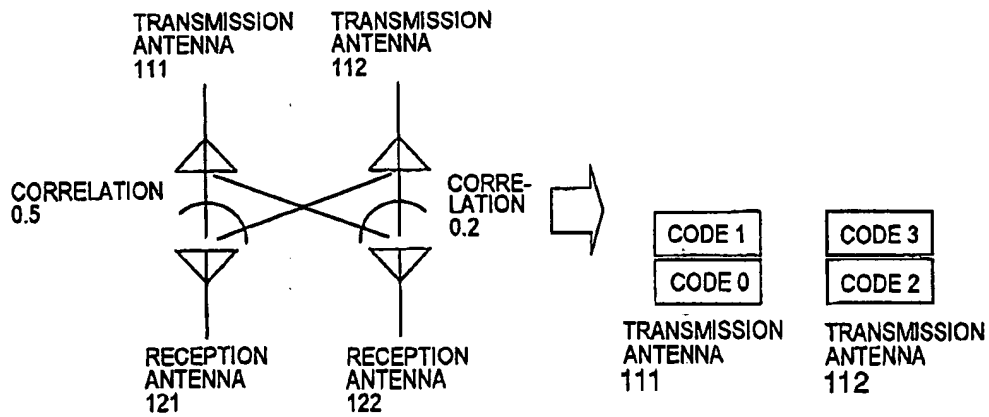 TRANSMISSION
ANTENNA
111
TRANSMISSION
ANTENNA
112
CORRELATION
0.5
CORRE-
LATION
0.2
RECEPTION
ANTENNA
121
RECEPTION
ANTENNA
122
CODE 1
CODE 0
TRANSMISSION
ANTENNA
111
CODE 3
CODE 2
TRANSMISSION
ANTENNA
112